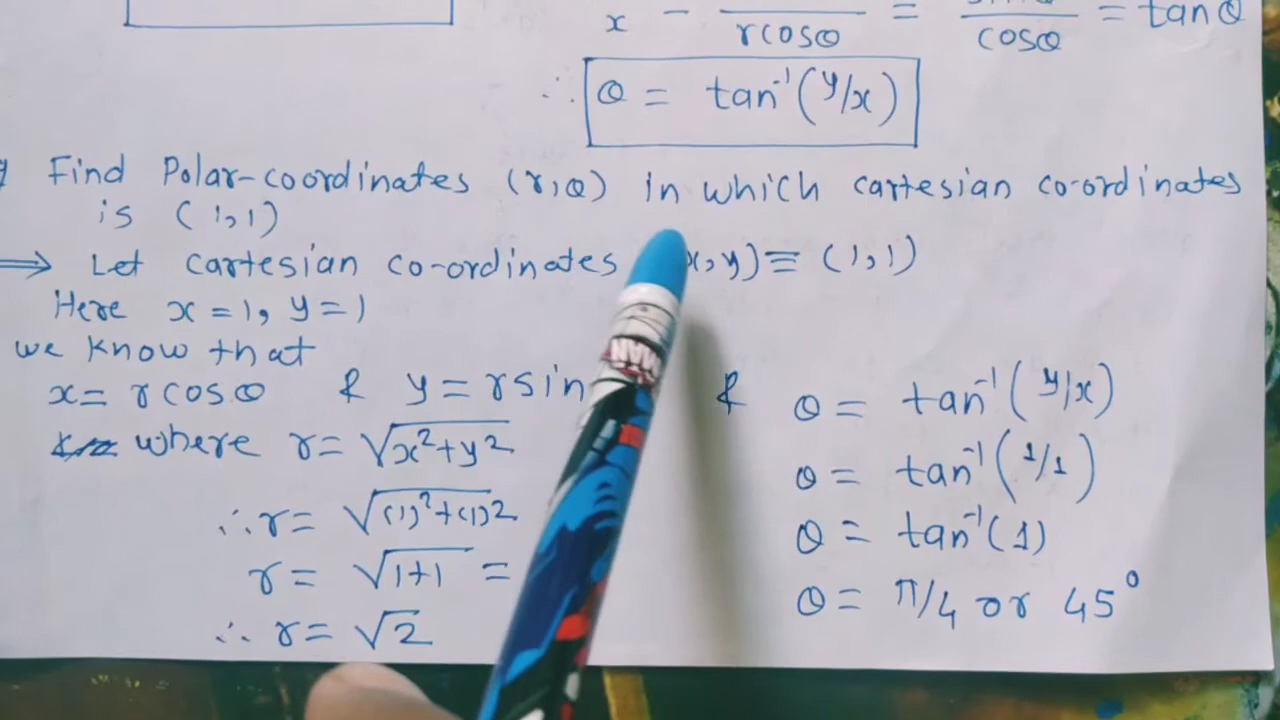 x - rcosθ = cosθ = tanθ
∴ θ = tan⁻¹(y/x)
Find Polar-coordinates (r,θ) in which cartesian co-ordinates
is (1,1)
⇒ Let cartesian co-ordinates x,y) ≡ (1,1)
Here x=1, y=1
we know that
x= rcosθ & y=rsin & θ = tan⁻¹(y/x)
where r= √x²+y²
θ = tan⁻¹(1/1)
∴ r= √(1)²+(1)2
θ = tan⁻¹(1)
r= √1+1 =
θ= π/4 or 45°
∴ r= √2
MAN